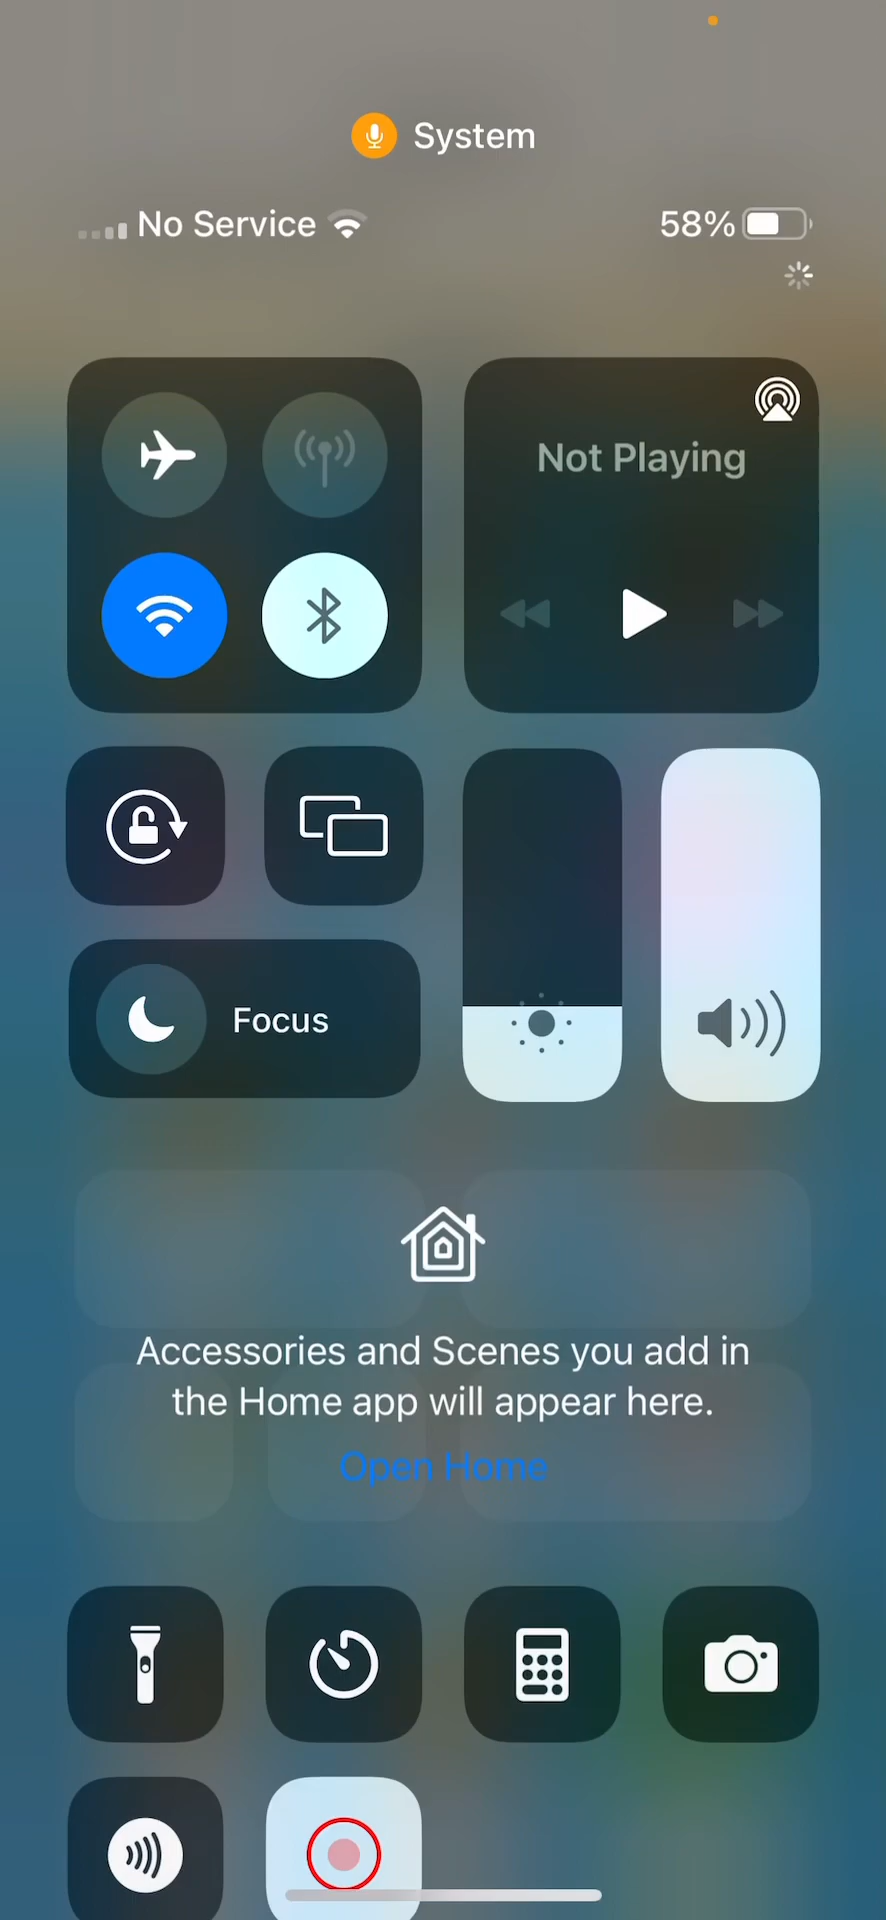 System
No Service
58%
Not Playing
Focus
Accessories and Scenes you add in
the Home app will appear here.
Open Home